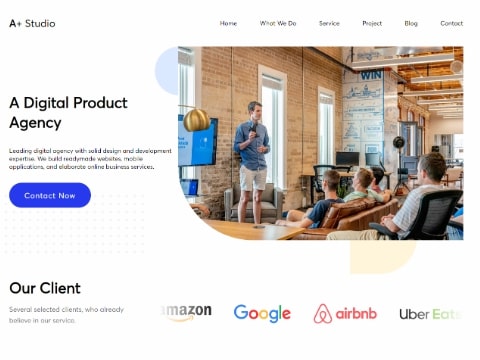 A+ Studio
Home
What We Do
Service
Project
Blog
Contact
A Digital Product
Agency
Leading digital agency with solid design and development
expertise. We build readymade websites, mobile
applications, and elaborate online business services.
Contact Now
WIN
Our Client
Several selected clients, who already
believe in our service.
amazon
Google
airbnb
Uber Eats